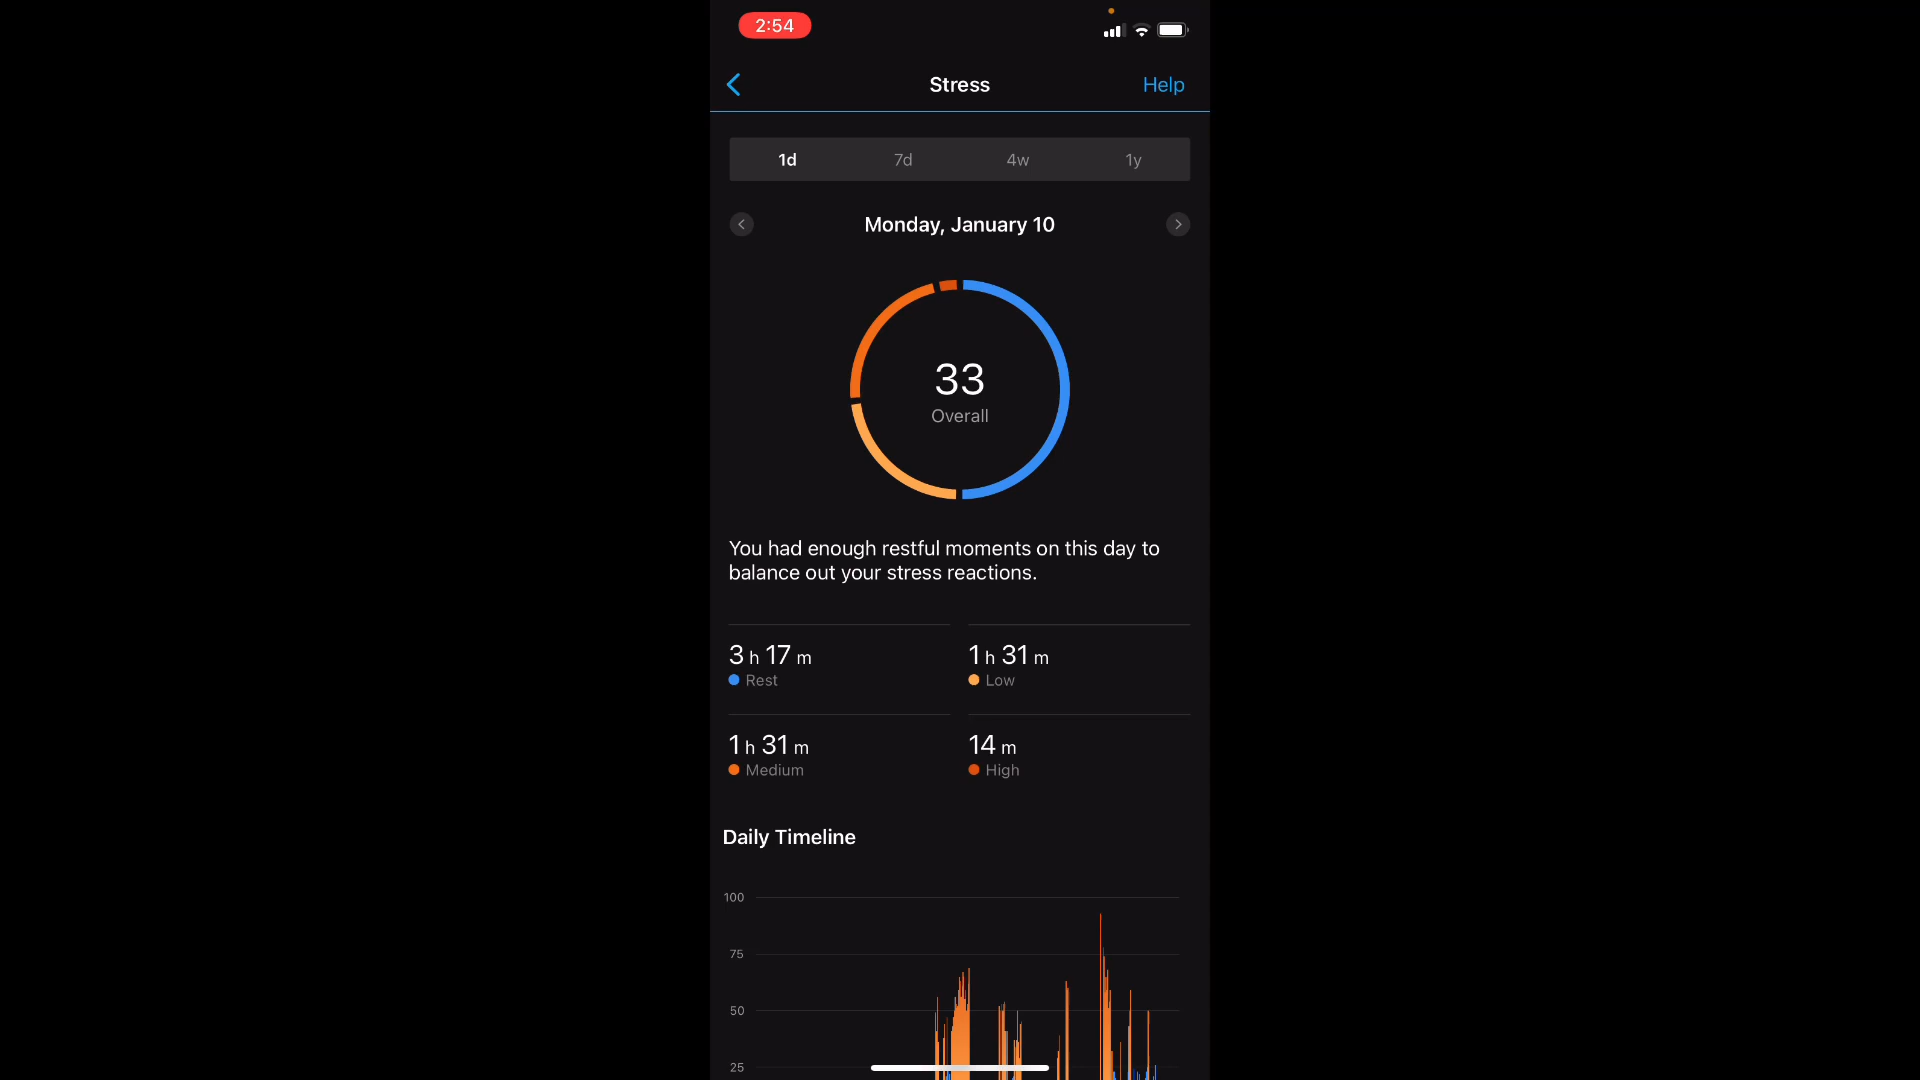 2:54
Stress
Help
1d 7d 4w 1y
Monday, January 10
33
Overall
You had enough restful moments on this day to
balance out your stress reactions.
3 h 17 m
Rest
1 h 31 m
Low
1 h 31 m
Medium
14 m
High
Daily Timeline
100
75
50
25